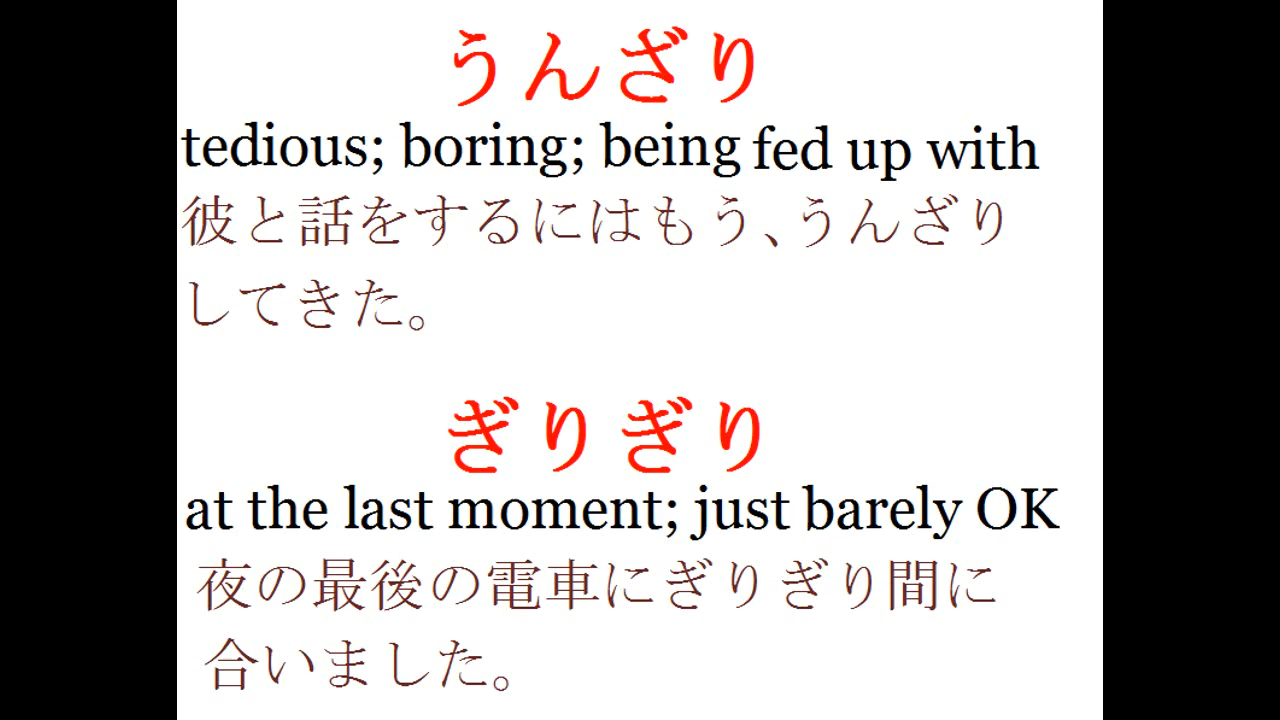 うんざり
tedious; boring; being fed up with
彼と話をするにはもう、うんざり
してきた。
ぎりぎり
at the last moment; just barely OK
夜の最後の電車にぎりぎり間に
合いました。